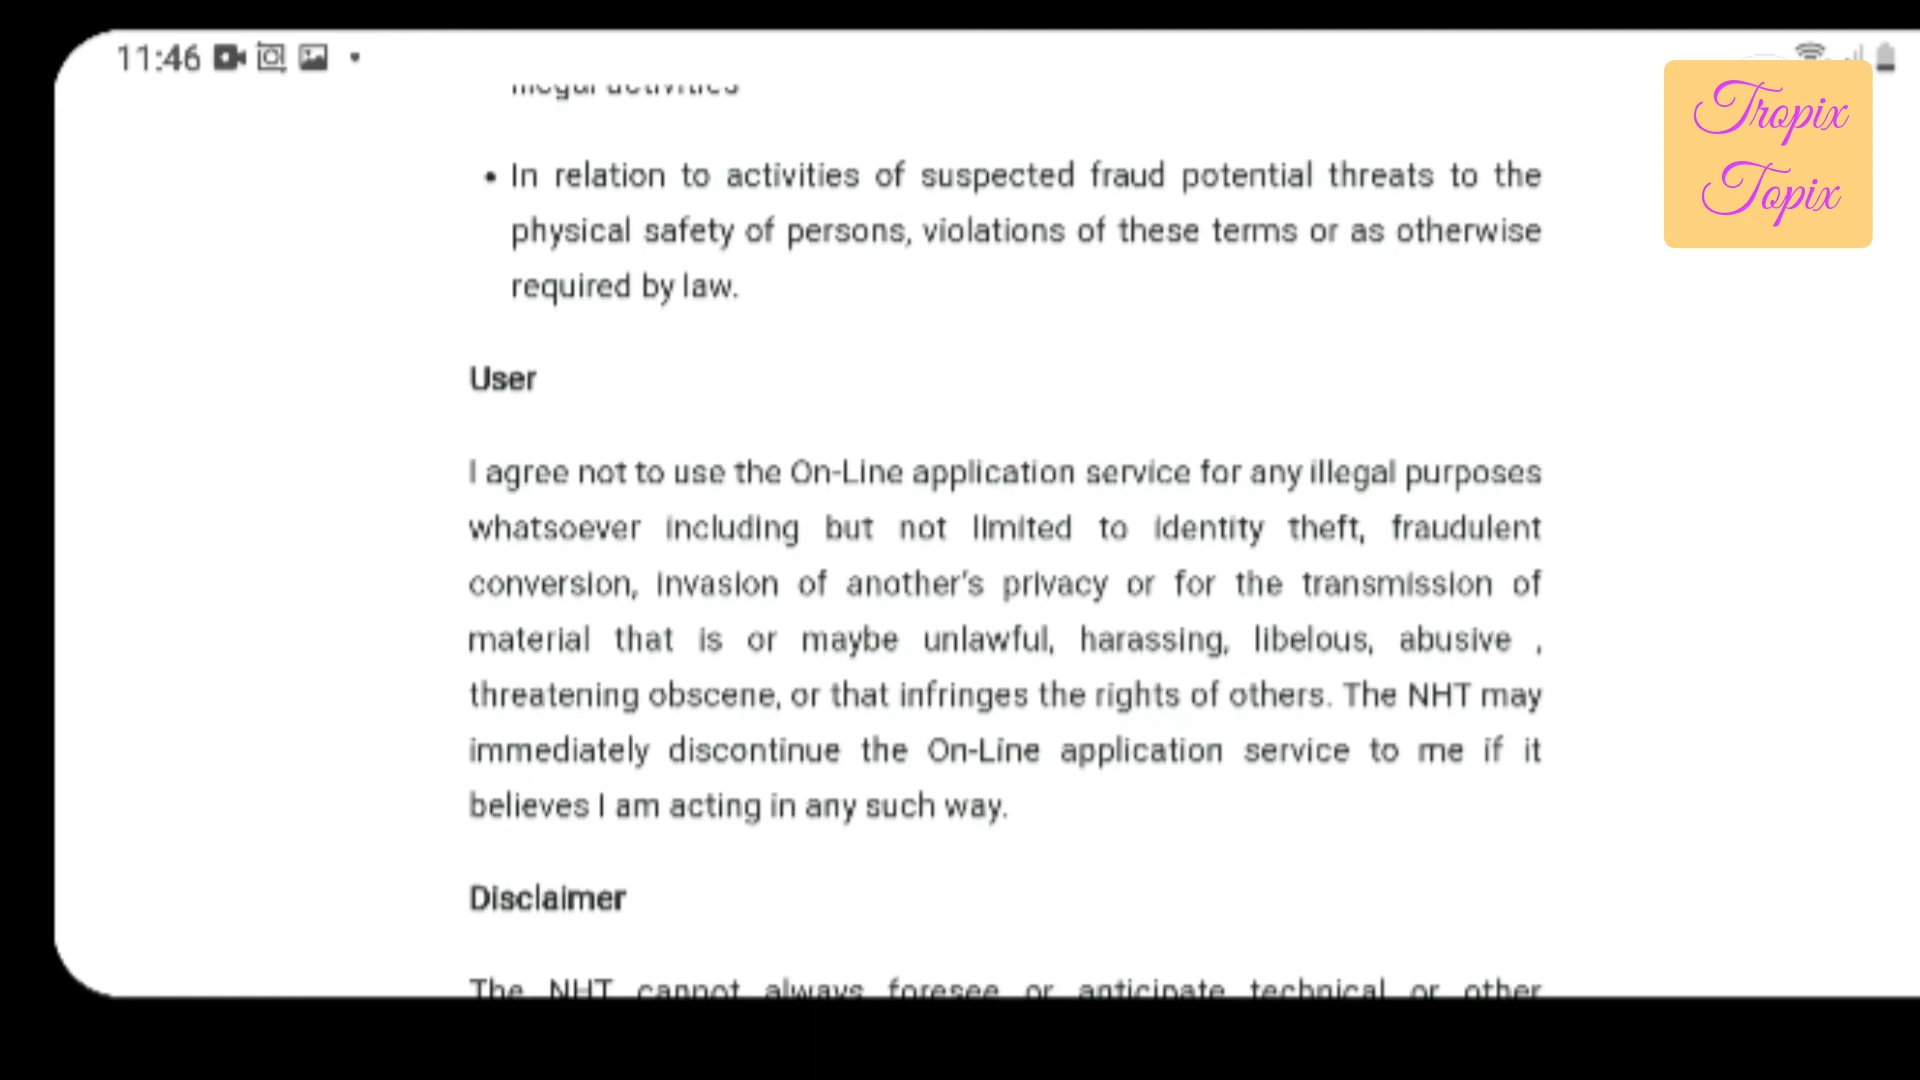 11:46
illegal activities
• In relation to activities of suspected fraud potential threats to the
physical safety of persons, violations of these terms or as otherwise
required by law.
User
I agree not to use the On-Line application service for any illegal purposes
whatsoever including but not limited to identity theft, fraudulent
conversion, invasion of another's privacy or for the transmission of
material that is or maybe unlawful, harassing, libelous, abusive ,
threatening obscene, or that infringes the rights of others. The NHT may
immediately discontinue the On-Line application service to me if it
believes I am acting in any such way.
Disclaimer
The NHT cannot always foresee or anticipate technical or other
Tropix
Topix